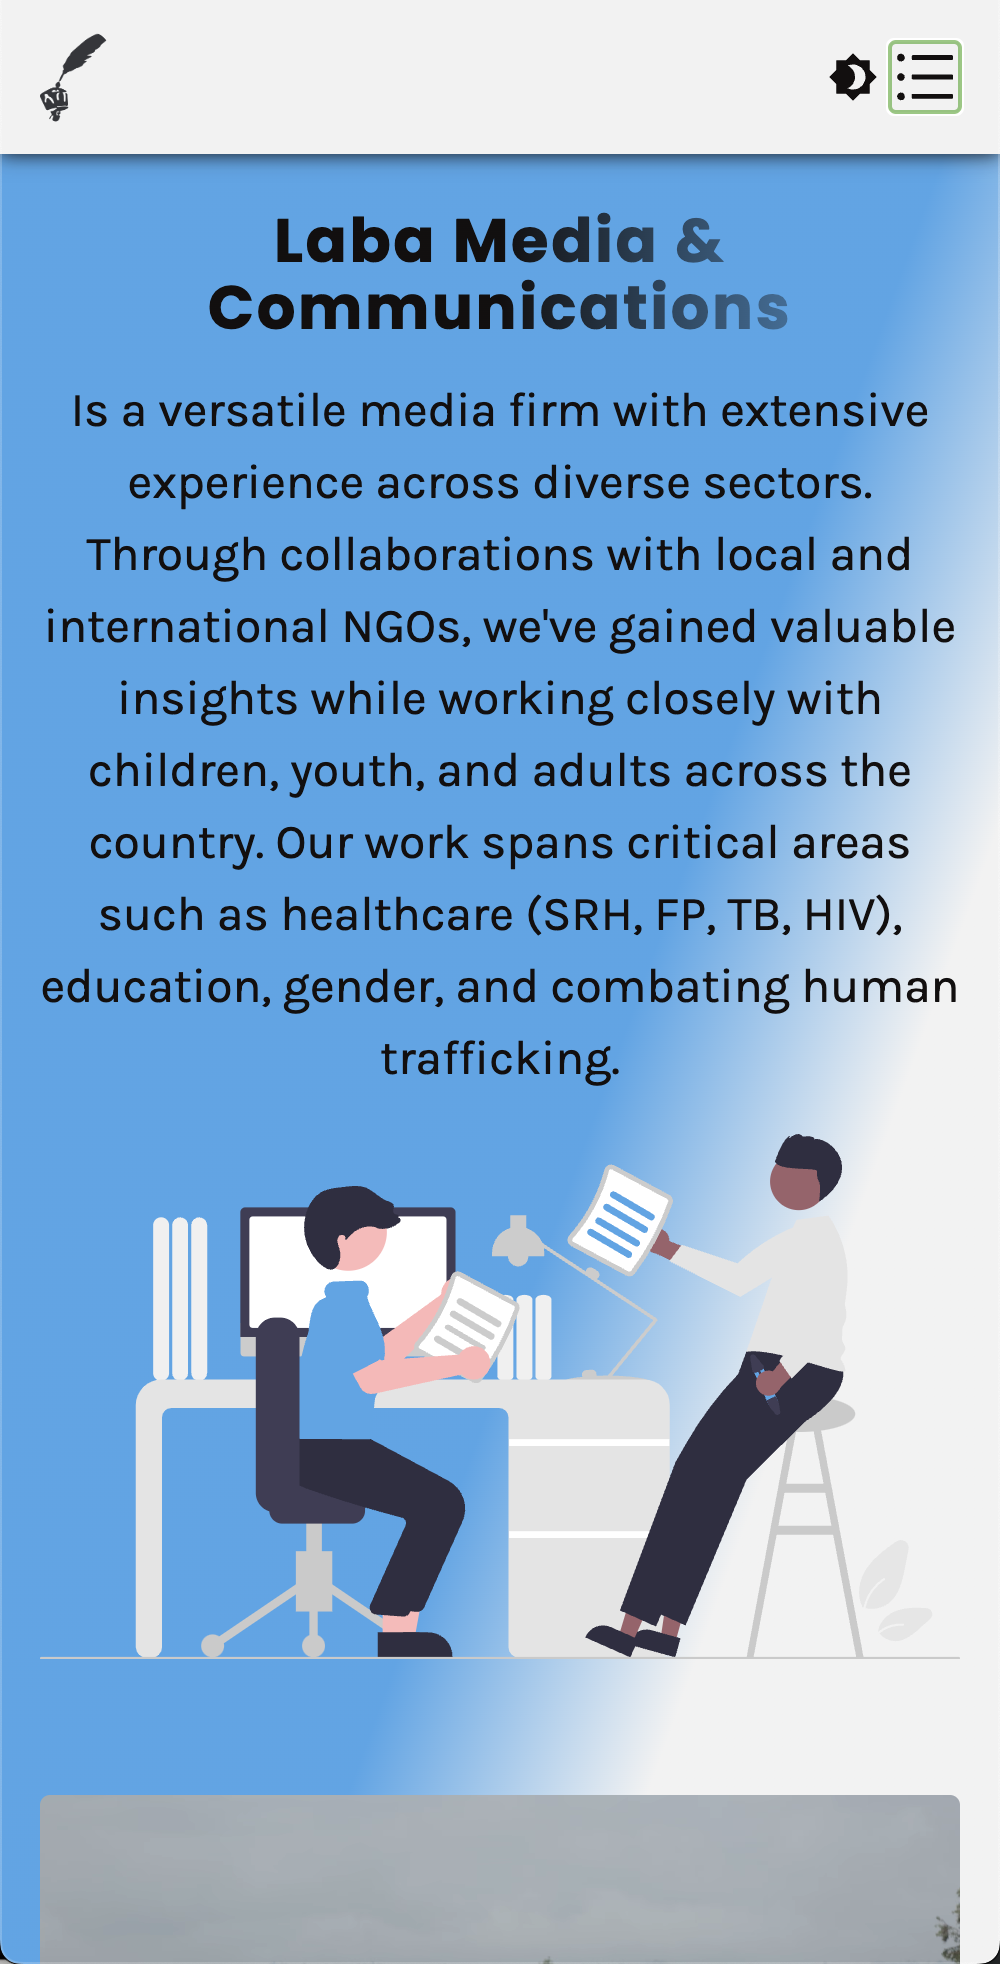 Laba Media &
Communications
Is a versatile media firm with extensive
experience across diverse sectors.
Through collaborations with local and
international NGOs, we've gained valuable
insights while working closely with
children, youth, and adults across the
country. Our work spans critical areas
such as healthcare (SRH, FP, TB, HIV),
education, gender, and combating human
trafficking.